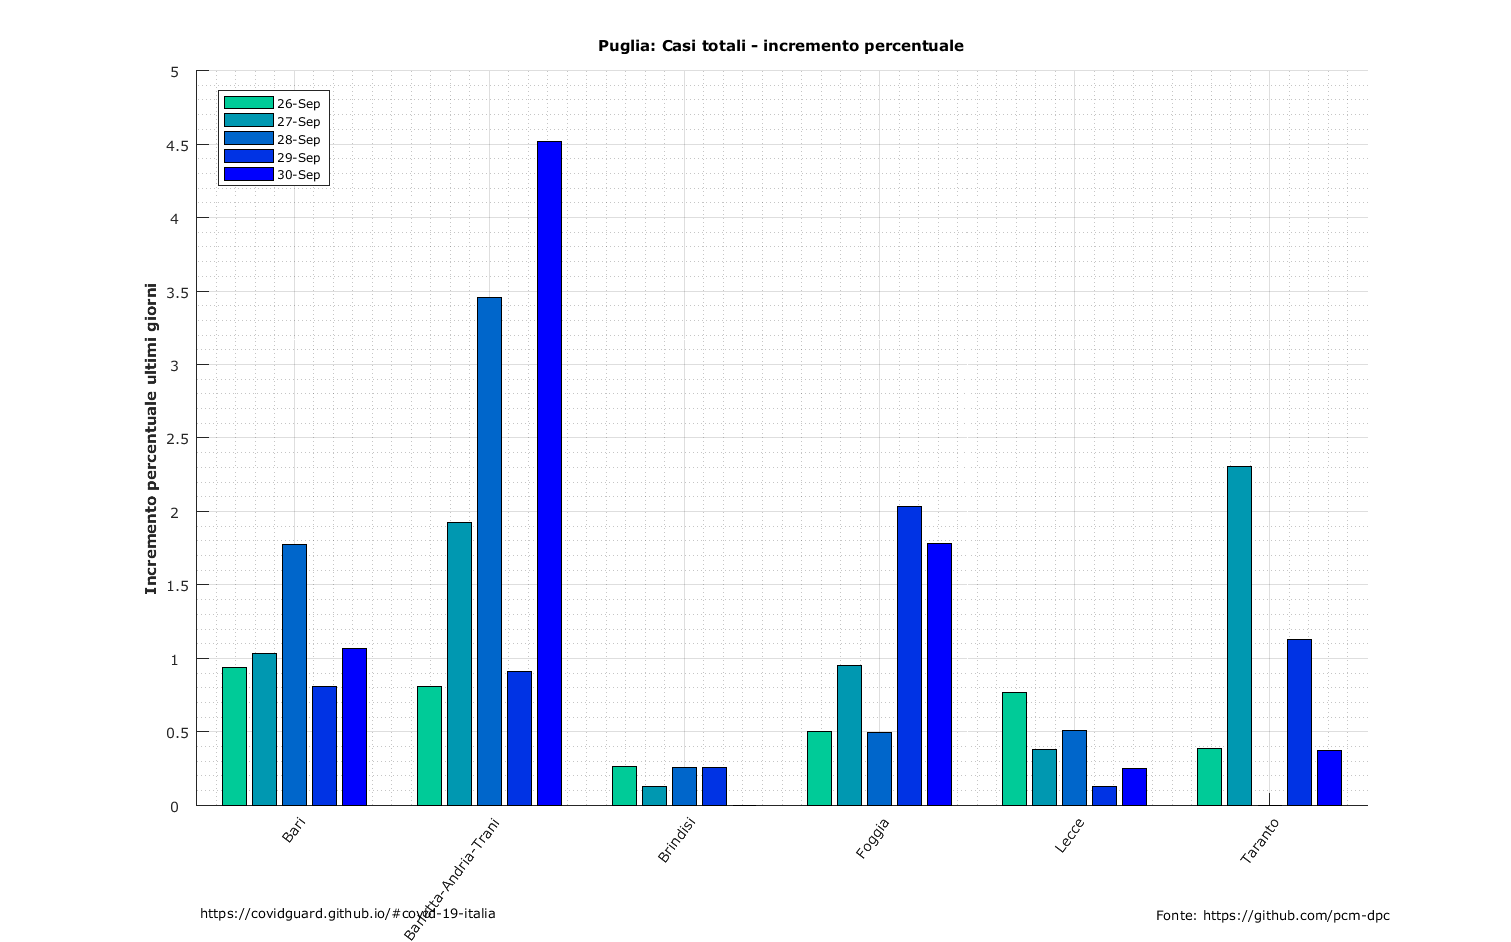 Puglia: Casi totali - incremento percentuale
5
4.5
4
3.5
3
2.5
2
1.5
1
0.5
0
Incremento percentuale ultimi giorni
26-Sep
27-Sep
28-Sep
29-Sep
30-Sep
Bari
Barletta-Andria-Trani
Brindisi
Foggia
Lecce
Taranto
https://covidguard.github.io/#covid-19-italia
Fonte: https://github.com/pcm-dpc